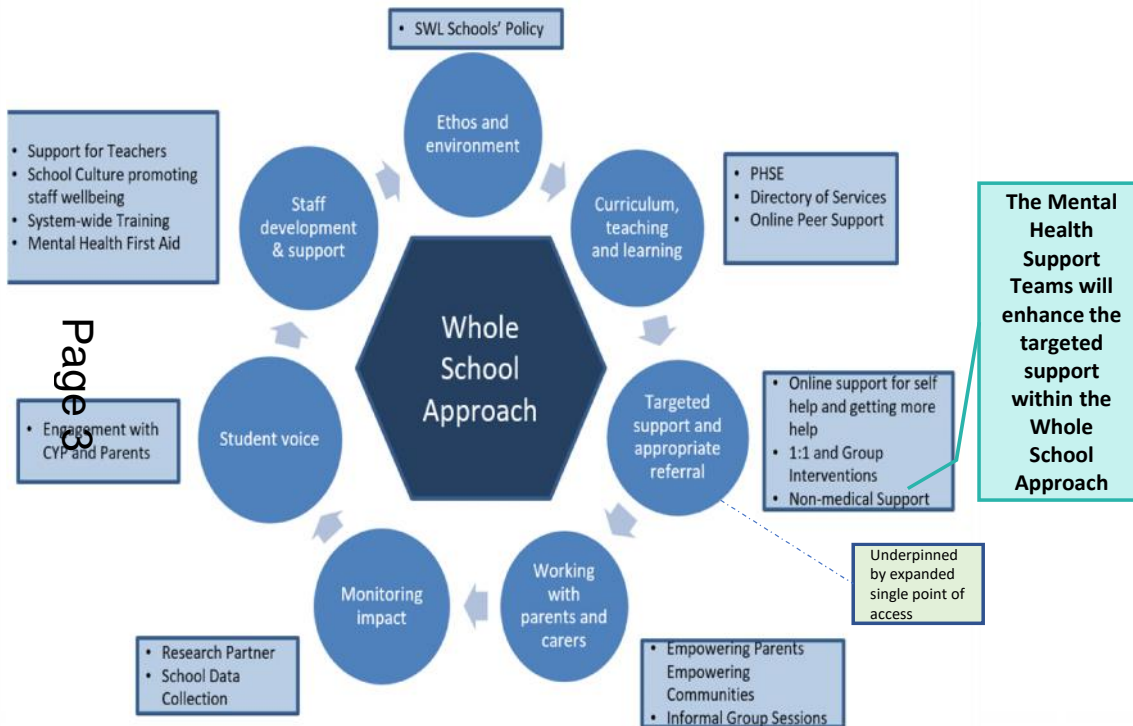 • SWL Schools' Policy
Ethos and
environment
• Support for Teachers
• School Culture promoting
staff wellbeing
• System-wide Training
• Mental Health First Aid
Staff
development
& support
Curriculum,
teaching
and learning
• PHSE
• Directory of Services
• Online Peer Support
The Mental
Health
Support
Teams will
enhance the
targeted
support
within the
Whole
School
Approach
Whole
School
Approach
Page 3
• Engagement with
CYP and Parents
Student voice
Targeted
support and
appropriate
referral
• Online support for self
help and getting more
help
• 1:1 and Group
Interventions
• Non-medical Support
Underpinned
by expanded
single point of
access
Monitoring
impact
Working
with
parents and
carers
• Research Partner
• School Data
Collection
• Empowering Parents
Empowering
Communities
• Informal Group Sessions